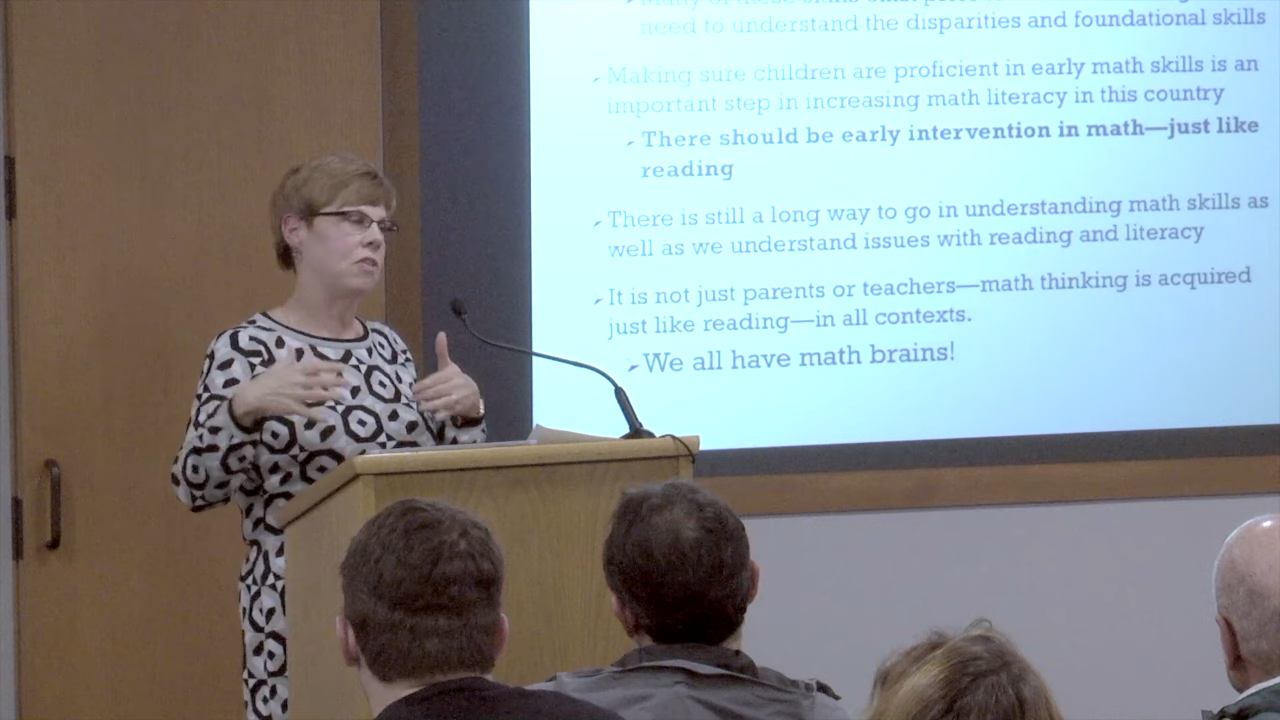 many of these skills
need to understand the disparities and foundational skills
Making sure children are proficient in early math skills is an
important step in increasing math literacy in this country
There should be early intervention in math—just like
reading
There is still a long way to go in understanding math skills as
well as we understand issues with reading and literacy
It is not just parents or teachers—math thinking is acquired
just like reading—in all contexts.
We all have math brains!